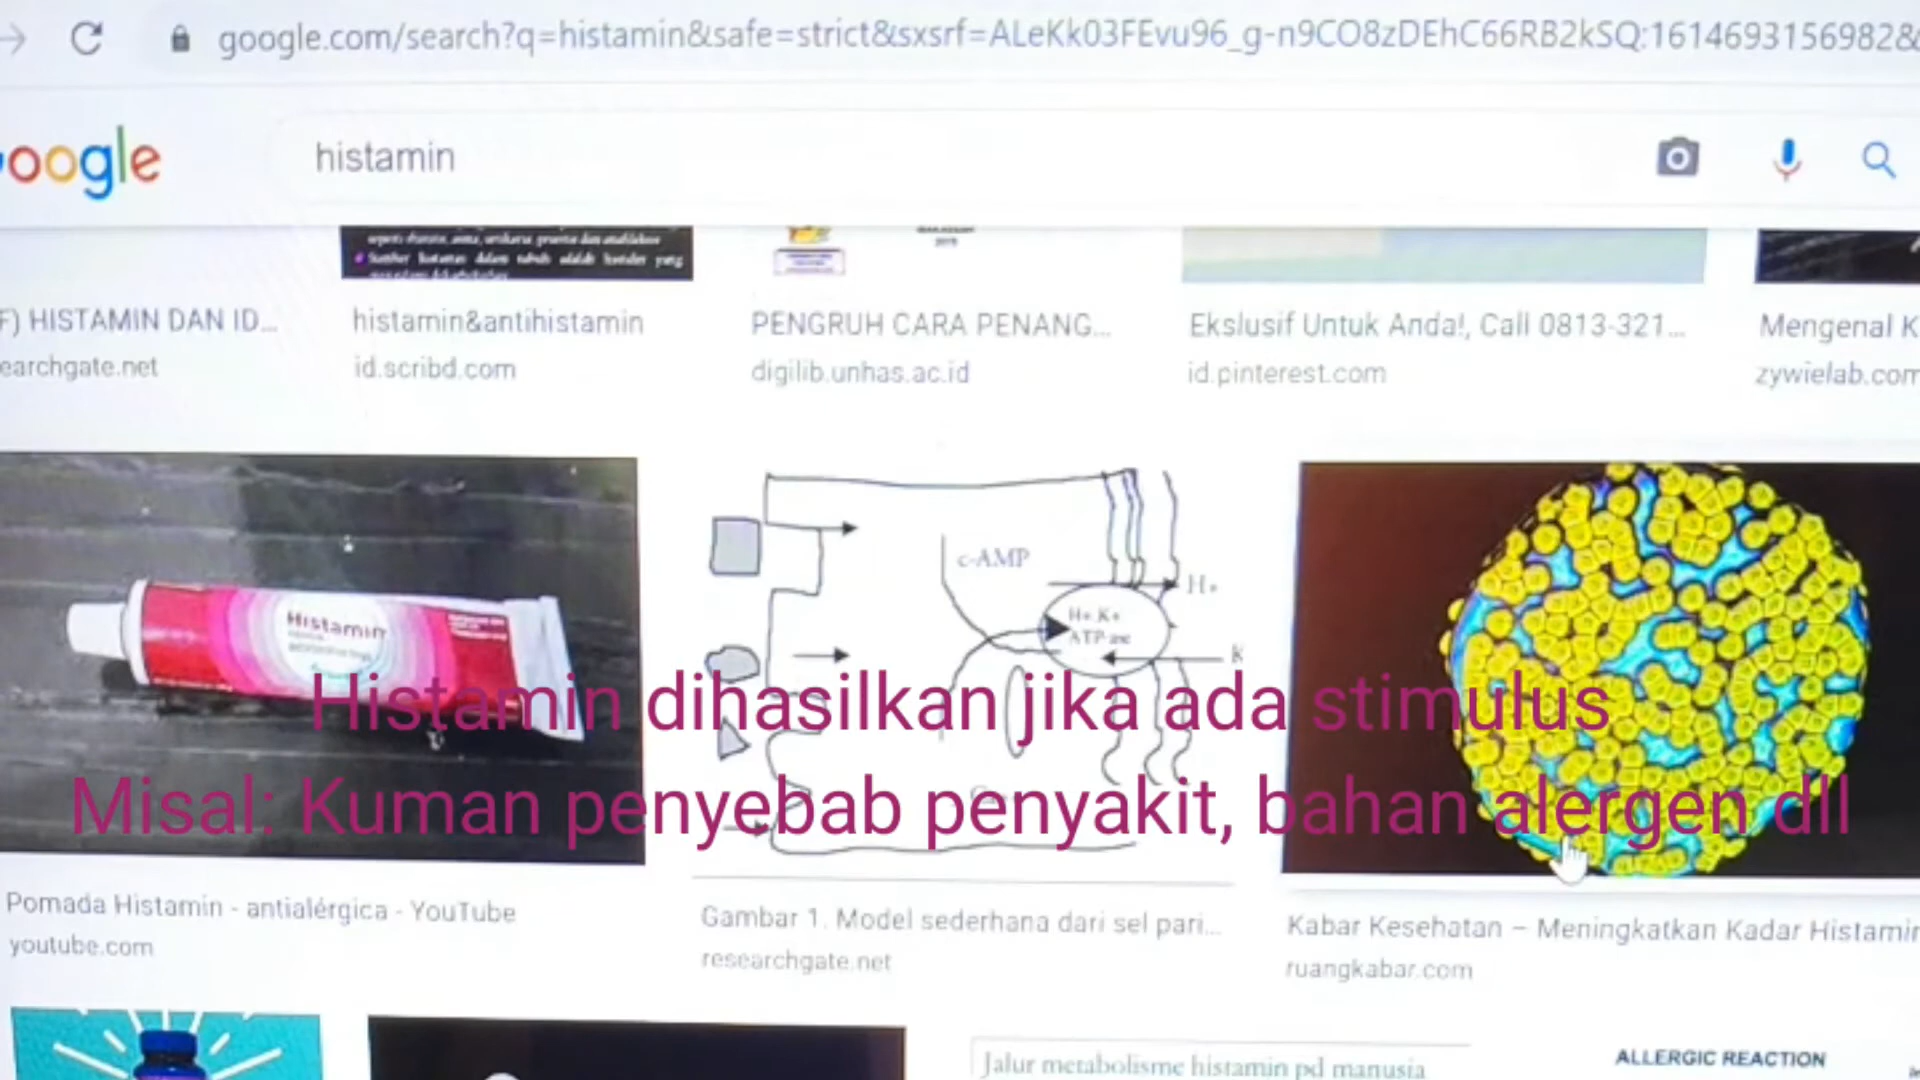 google.com/search?q=histamin&safe=strict&sxsrf=ALeKk03FEvu96_g-n9CO8zDEhC66RB2kSQ:1614693156982&
oogle
histamin
2015
F) HISTAMIN DAN ID...
histamin&antihistamin
PENGRUH CARA PENANG...
Ekslusif Untuk Anda!, Call 0813-321...
Mengenal K
earchgate.net
id.scribd.com
digilib.unhas.ac.id
id.pinterest.com
zywielab.com
c-AMP
H+
H+ K+
ATP-ase
K
Histamin
Histamin dihasilkan jika ada stimulus
Misal: Kuman penyebab penyakit, bahan alergen dll
Pomada Histamin - antialérgica - YouTube
youtube.com
Gambar 1. Model sederhana dari sel pari...
researchgate.net
Kabar Kesehatan – Meningkatkan Kadar Histamin
ruangkabar.com
Jalur metabolisme histamin pd manusia
ALLERGIC REACTION